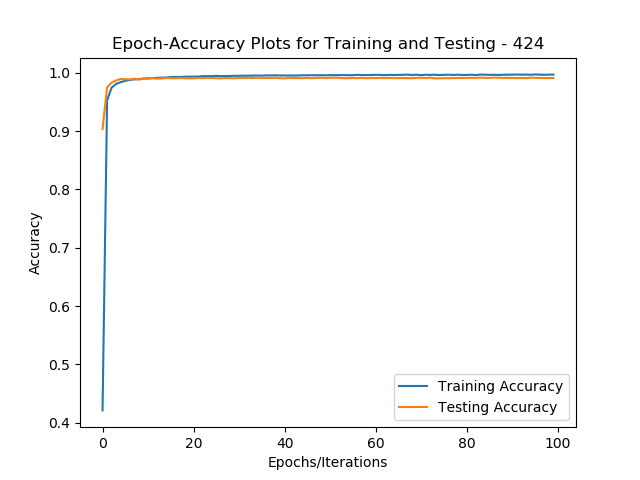 Epoch-Accuracy Plots for Training and Testing - 424
1.0
0.9
0.8
0.7
0.6
0.5
0.4
Accuracy
0 20 40 60 80 100
Epochs/Iterations
Training Accuracy
Testing Accuracy